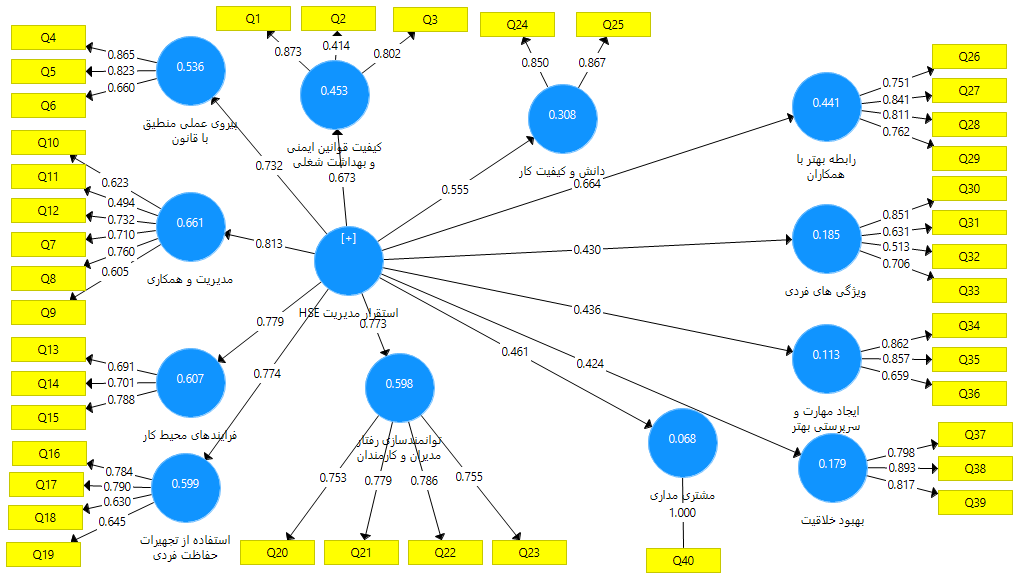 Q1
Q2
Q3
Q24
Q25
Q4
Q5
Q6
0.865
0.823
0.660
0.536
پیروی عملی منطیق
با قانون
0.873
0.414
0.802
0.453
کیفیت قوانین ایمنی
و بهداشت شغلی
0.850
0.867
0.308
دانش و کیفیت کار
Q26
Q27
Q28
Q29
0.751
0.841
0.811
0.762
0.441
رابطه بهتر با
همکاران
0.732
0.673
0.555
0.664
Q10
Q11
Q12
Q7
Q8
Q9
0.623
0.494
0.732
0.710
0.760
0.605
0.661
مدیریت و همکاری
0.813
[+]
استقرار مدیریت HSE
0.430
0.185
ویژگی های فردی
0.851
0.631
0.513
0.706
Q30
Q31
Q32
Q33
0.436
0.113
ایجاد مهارت و
سرپرستی بهتر
0.862
0.857
0.659
Q34
Q35
Q36
Q13
Q14
Q15
0.691
0.701
0.788
0.607
فرایندهای محیط کار
0.779
0.774
0.773
0.461
0.424
0.598
توانمندسازی رفتار
مدیران و کارمندان
0.753
0.779
0.786
0.755
Q20
Q21
Q22
Q23
Q16
Q17
Q18
Q19
0.784
0.790
0.630
0.645
0.599
استفاده از تجهیرات
حفاظت فردی
0.068
مشتری مداری
1.000
Q40
0.179
بهبود خلاقیت
0.798
0.893
0.817
Q37
Q38
Q39